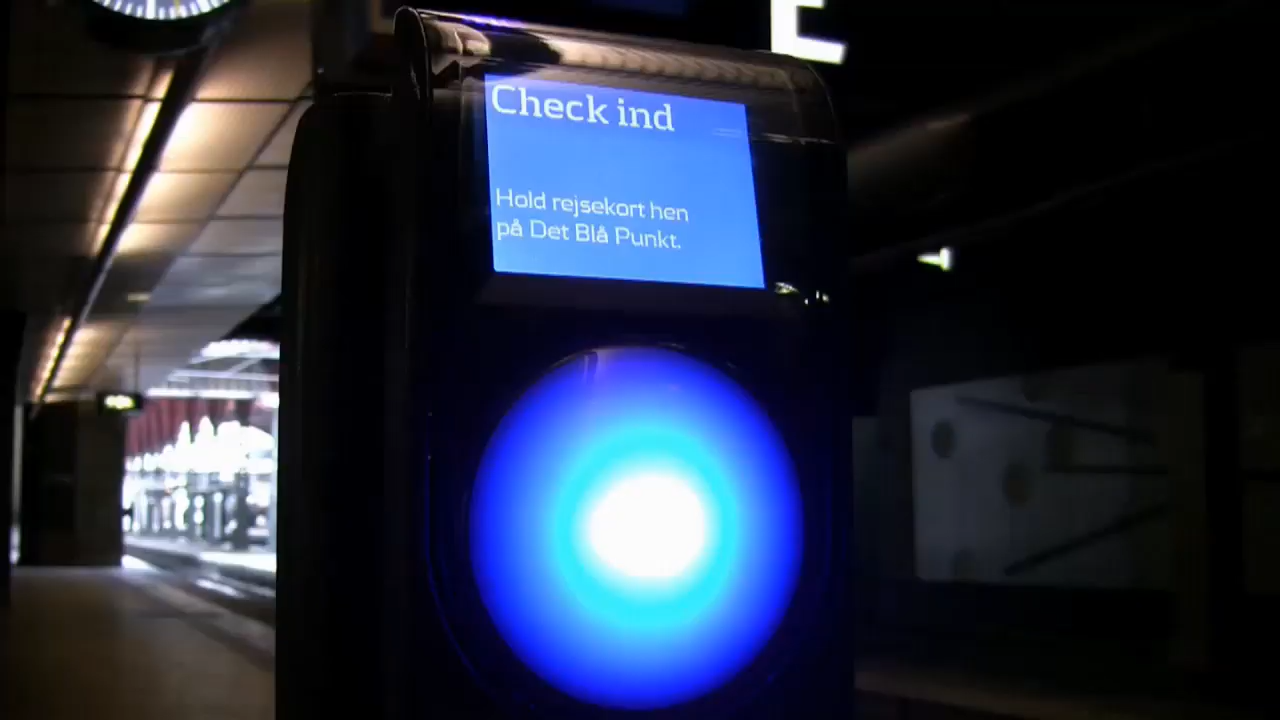 E
Check ind
Hold rejsekort hen
på Det Blå Punkt.